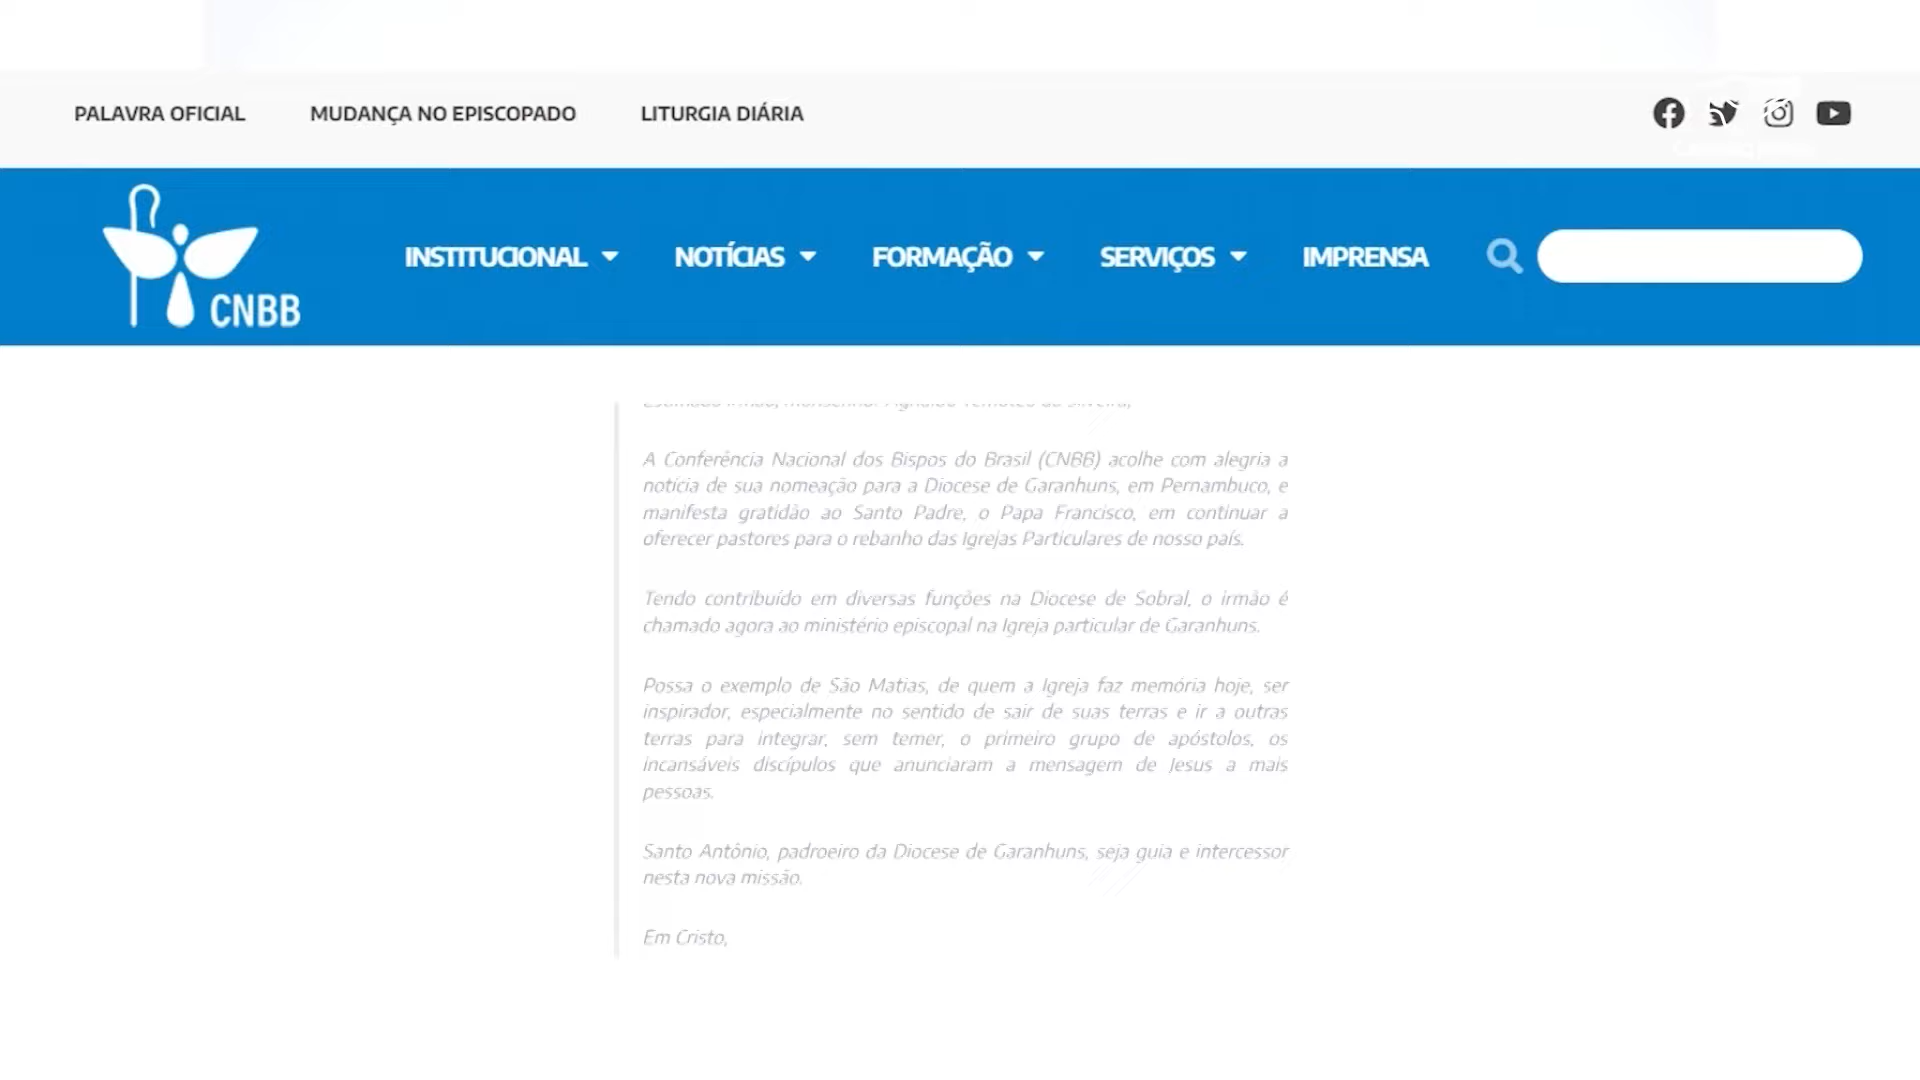 PALAVRA OFICIAL MUDANÇA NO EPISCOPADO LITURGIA DIÁRIA
CNBB INSTITUCIONAL NOTÍCIAS FORMAÇÃO SERVIÇOS IMPRENSA
A Conferência Nacional dos Bispos do Brasil (CNBB) acolhe com alegria a
notícia de sua nomeação para a Diocese de Garanhuns, em Pernambuco, e
manifesta gratidão ao Santo Padre, o Papa Francisco, em continuar a
oferecer pastores para o rebanho das Igrejas Particulares de nosso país.
Tendo contribuído em diversas funções na Diocese de Sobral, o irmão é
chamado agora ao ministério episcopal na Igreja particular de Garanhuns.
Possa o exemplo de São Matias, de quem a Igreja faz memória hoje, ser
inspirador, especialmente no sentido de sair de suas terras e ir a outras
terras para integrar, sem temer, o primeiro grupo de apóstolos, os
incansáveis discípulos que anunciaram a mensagem de Jesus a mais
pessoas.
Santo Antônio, padroeiro da Diocese de Garanhuns, seja guia e intercessor
nesta nova missão.
Em Cristo,